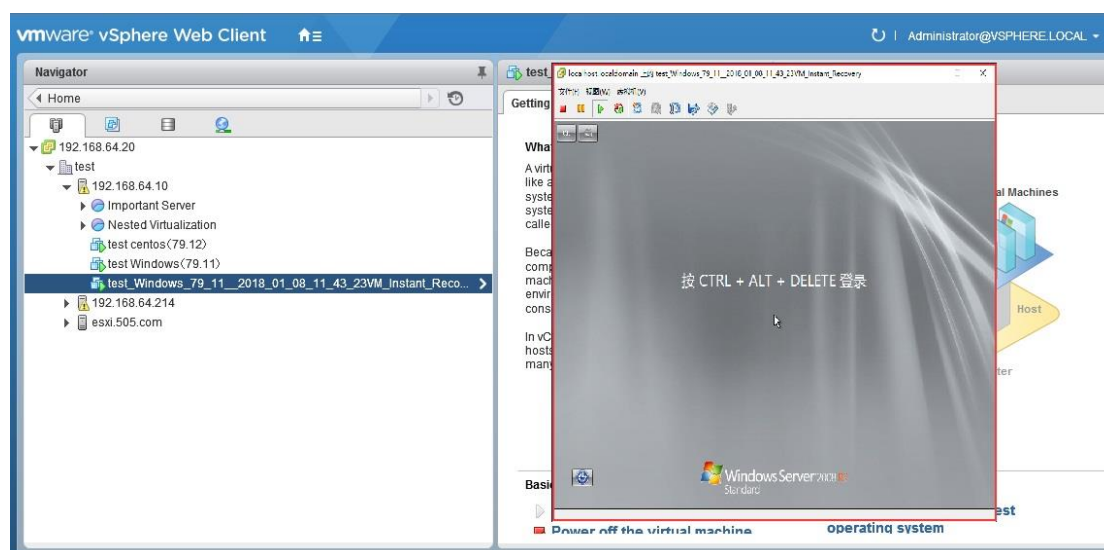 vmware® vSphere Web Client
Administrator@VSPHERE.LOCAL
Navigator
Home
192.168.64.20
test
192.168.64.10
Important Server
Nested Virtualization
test centos(79.12)
test Windows(79.11)
test_Windows_79_11__2018_01_08_11_43_23VM_Instant_Reco...
192.168.64.214
esxi.505.com
test_
Getting
What
A virt
like a
syste
syste
calle
Beca
comp
mach
envir
cons
In vC
hosts
many
Basi
test_Windows_79_11__2018_01_08_11_43_23VM_Instant_Recovery
按 CTRL + ALT + DELETE 登录
Windows Server 2008 R2
Standard
al Machines
Host
ter
est
Power off the virtual machine
operating system